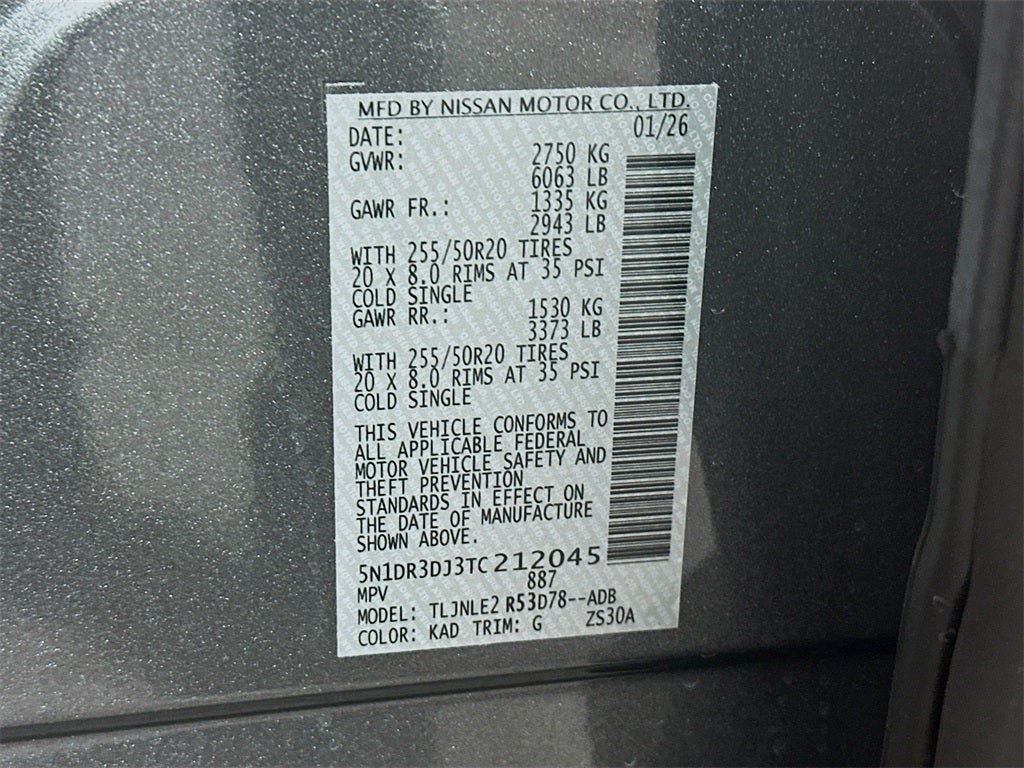 MFD BY NISSAN MOTOR CO., LTD.
DATE: 01/26
GVWR: 2750 KG
6063 LB
GAWR FR.: 1335 KG
2943 LB
WITH 255/50R20 TIRES
20 X 8.0 RIMS AT 35 PSI
COLD SINGLE
GAWR RR.: 1530 KG
3373 LB
WITH 255/50R20 TIRES
20 X 8.0 RIMS AT 35 PSI
COLD SINGLE
THIS VEHICLE CONFORMS TO
ALL APPLICABLE FEDERAL
MOTOR VEHICLE SAFETY AND
THEFT PREVENTION
STANDARDS IN EFFECT ON
THE DATE OF MANUFACTURE
SHOWN ABOVE.
5N1DR3DJ3TC212045
MPV 887
MODEL: TLJNLE2 R53D78--ADB
COLOR: KAD TRIM: G ZS30A